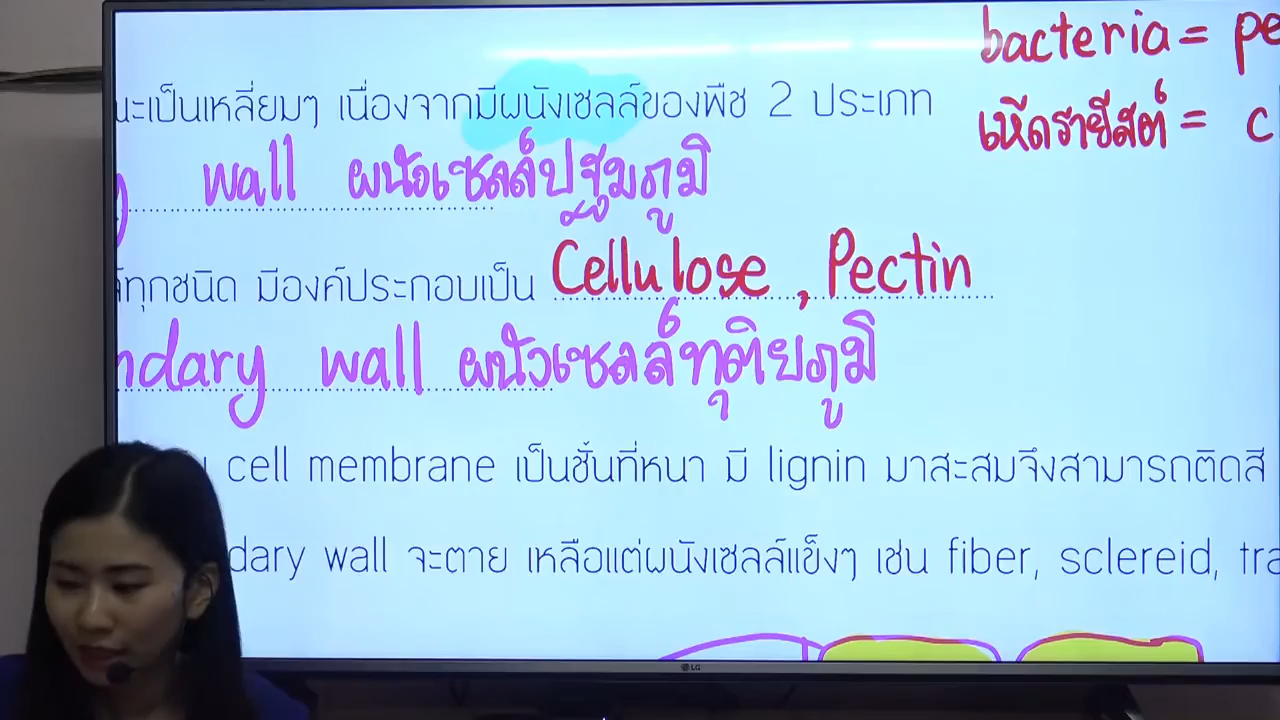 bacteria =
นะเป็นเหลี่ยมๆ เนื่องจากมีผนังเซลล์ของพืช 2 ประเภท
เห็ดรายีสต์ = c
wall ผนังเซลล์ปฐมภูมิ
ทุกชนิด มีองค์ประกอบเป็น Cellulose , Pectin
ndary wall ผนังเซลล์ทุติยภูมิ
cell membrane เป็นชั้นที่หนา มี lignin มาสะสมจึงสามารถติดสี
dary wall จะตาย เหลือแต่ผนังเซลล์แข็งๆ เช่น fiber, sclereid, tra
LG